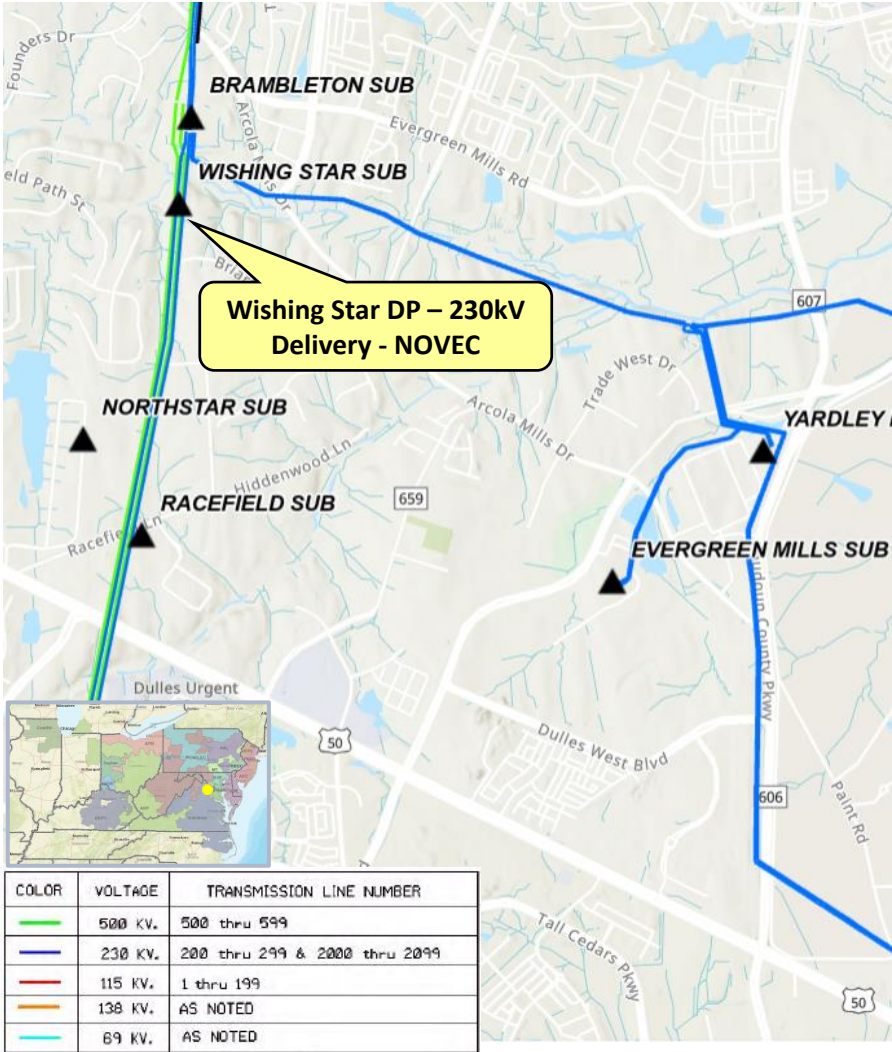 Founders Dr
BRAMBLETON SUB
Arcola Mills Dr
Evergreen Mills Rd
WISHING STAR SUB
eld Path St
Wishing Star DP – 230kV
Delivery - NOVEC
607
Trade West Dr
NORTHSTAR SUB
Arcola Mills Dr
YARDLEY
Hiddenwood Ln
659
RACEFIELD SUB
EVERGREEN MILLS SUB
udoun County Pkwy
Dulles Urgent
50
Dulles West Blvd
606
Paint Rd
Tall Cedars Pkwy
50
COLOR VOLTAGE TRANSMISSION LINE NUMBER
500 KV. 500 thru 599
230 KV. 200 thru 299 & 2000 thru 2099
115 KV. 1 thru 199
138 KV. AS NOTED
69 KV. AS NOTED